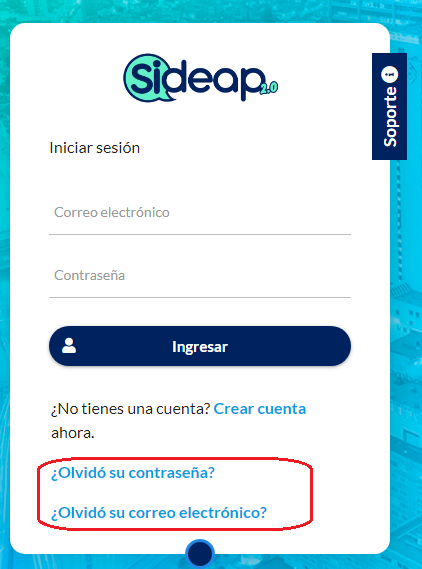 Sideap 2.0
Soporte
Iniciar sesión
Correo electrónico
Contraseña
Ingresar
¿No tienes una cuenta? Crear cuenta
ahora.
¿Olvidó su contraseña?
¿Olvidó su correo electrónico?